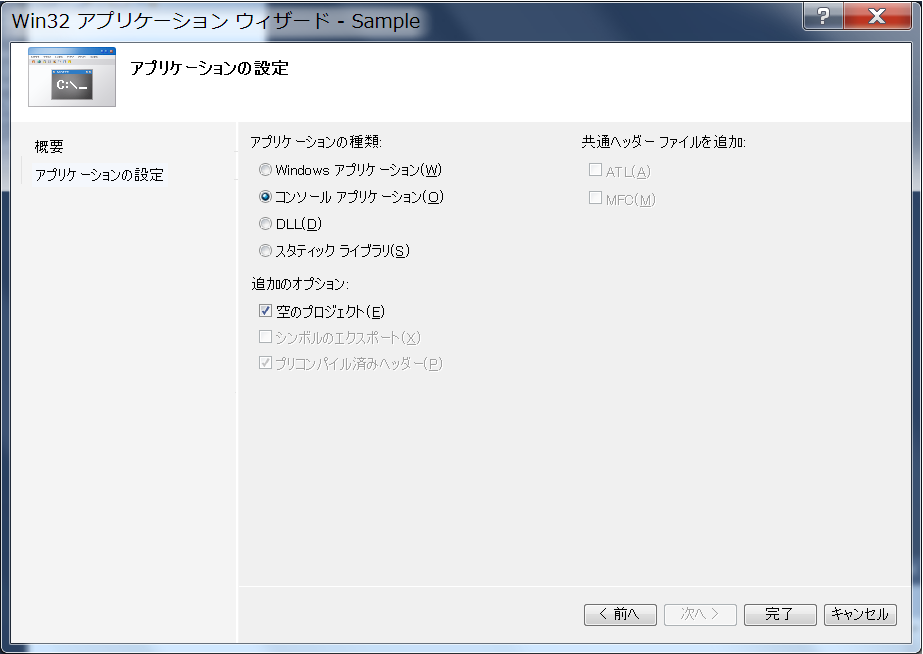 Win32 アプリケーション ウィザード - Sample
?
X
C:\_
アプリケーションの設定
概要
アプリケーションの設定
アプリケーションの種類:
Windows アプリケーション(W)
コンソール アプリケーション(O)
DLL(D)
スタティック ライブラリ(S)
追加のオプション:
空のプロジェクト(E)
シンボルのエクスポート(X)
プリコンパイル済みヘッダー(P)
共通ヘッダー ファイルを追加:
ATL(A)
MFC(M)
< 前へ
次へ >
完了
キャンセル